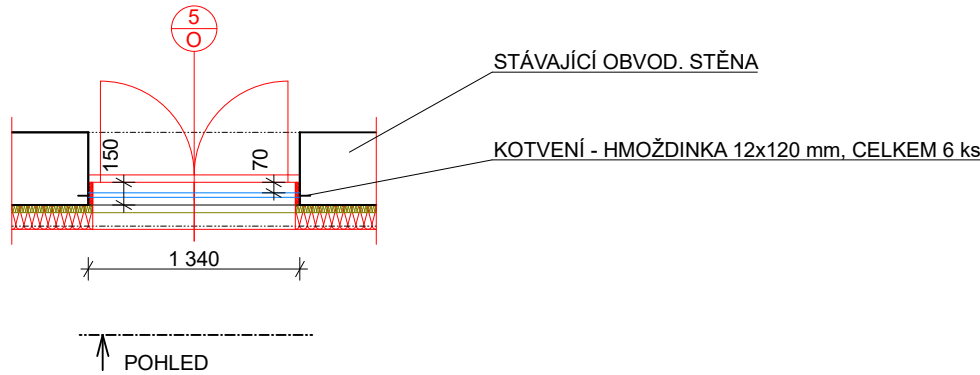 5
O
STÁVAJÍCÍ OBVOD. STĚNA
KOTVENÍ - HMOŽDINKA 12x120 mm, CELKEM 6 ks
150
70
1 340
POHLED